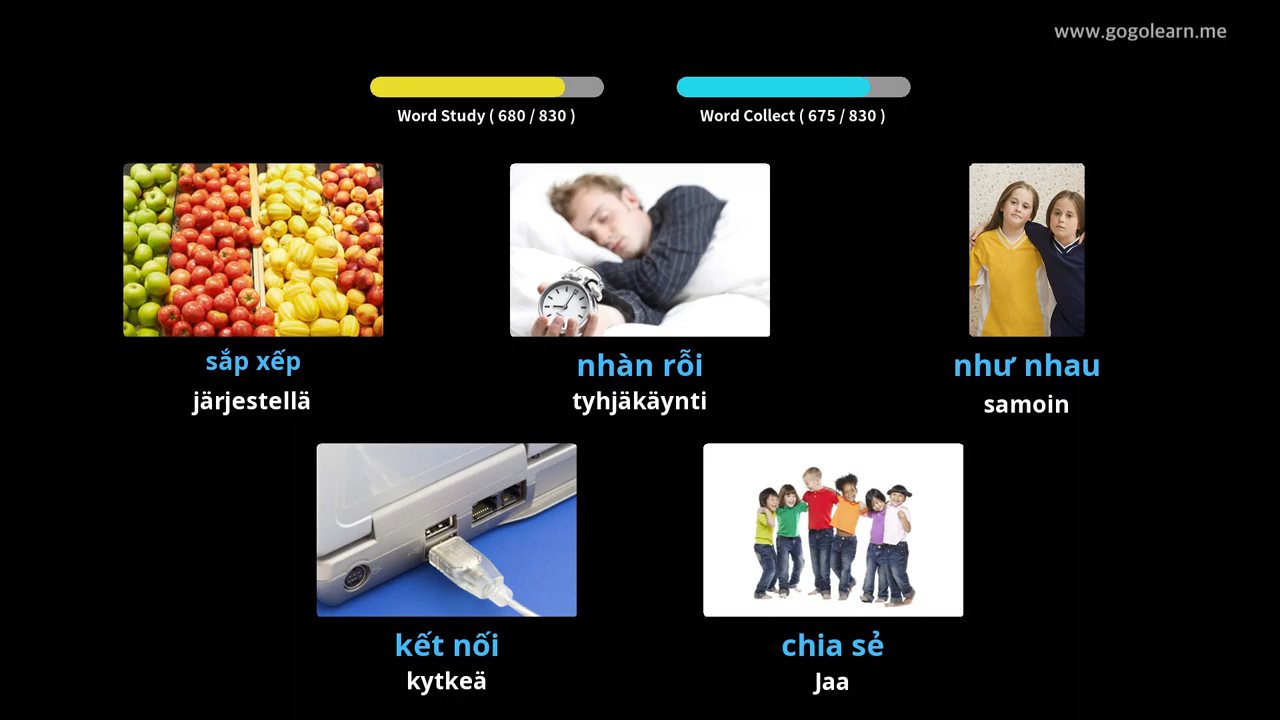 www.gogolearn.me
Word Study ( 680 / 830 )
Word Collect ( 675 / 830 )
sắp xếp
järjestellä
nhàn rỗi
tyhjäkäynti
như nhau
samoin
kết nối
kytkeä
chia sẻ
Jaa